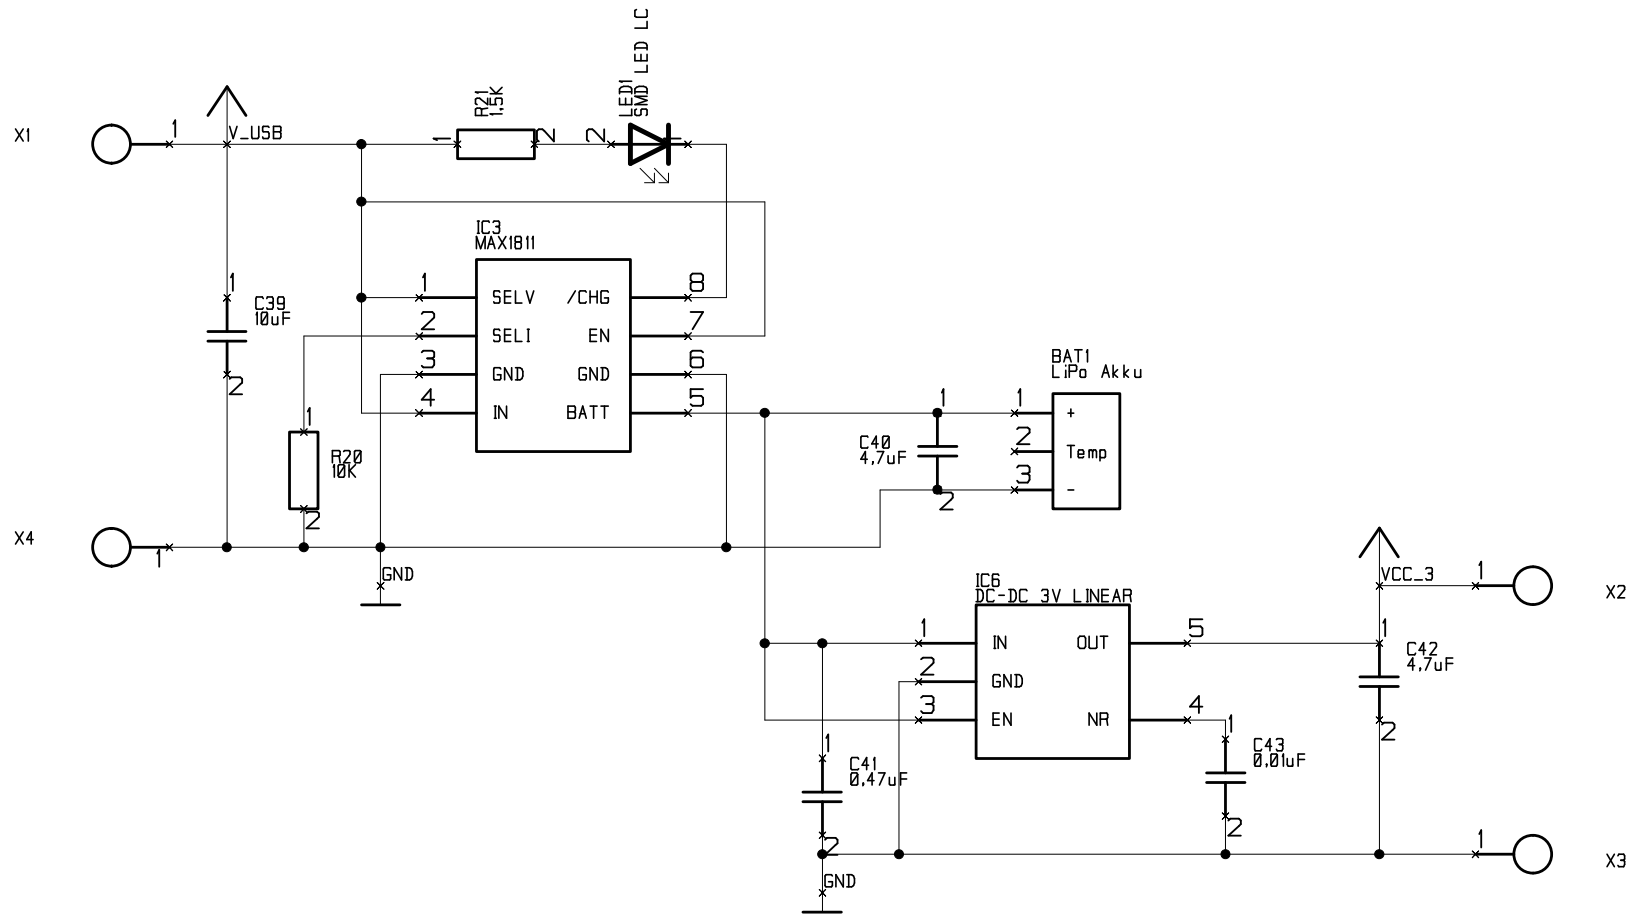 SMD LED LC
LED1
R21
1,5K
X1
1
V_USB
1
2
2
1
IC3
MAX1811
1
SELV
/CHG
8
2
SELI
EN
7
3
GND
GND
6
4
IN
BATT
5
1
C39
10uF
2
1
R20
10K
2
BAT1
LiPo Akku
1
1
+
2
Temp
3
-
C40
4,7uF
2
X4
1
GND
IC6
DC-DC 3V LINEAR
1
IN
OUT
5
2
GND
3
EN
NR
4
VCC_3
1
X2
1
C42
4,7uF
2
1
C41
0,47uF
2
1
C43
0,01uF
2
GND
1
X3